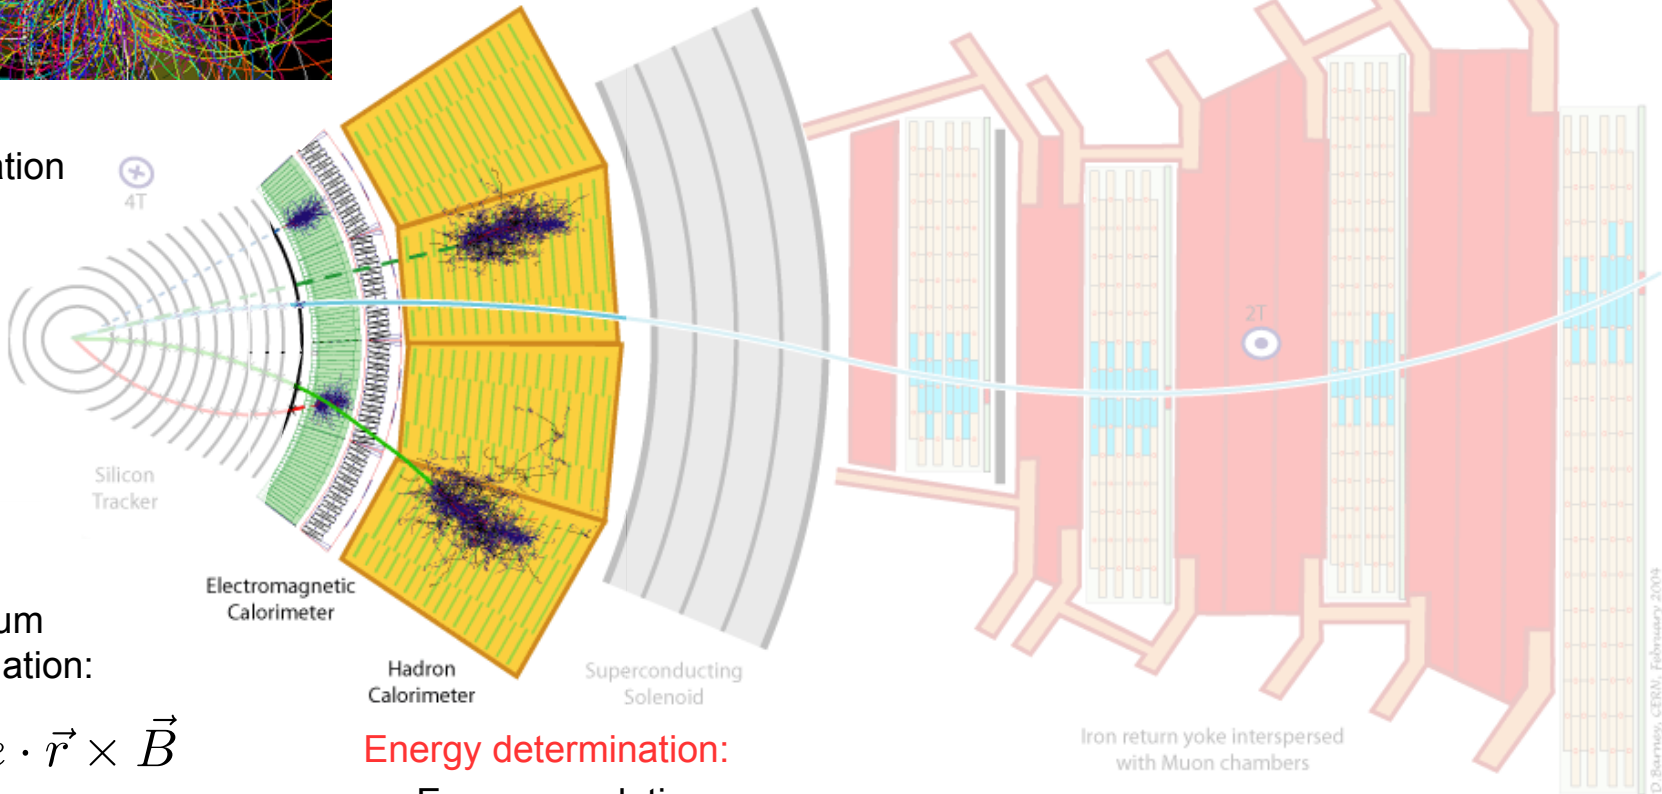 ation
4T
2T
Silicon
Tracker
Electromagnetic
Calorimeter
um
ation:
Hadron
Calorimeter
Superconducting
Solenoid
Iron return yoke interspersed
with Muon chambers
D Barney, CERN, February 2004
· r⃗ × B⃗
Energy determination: